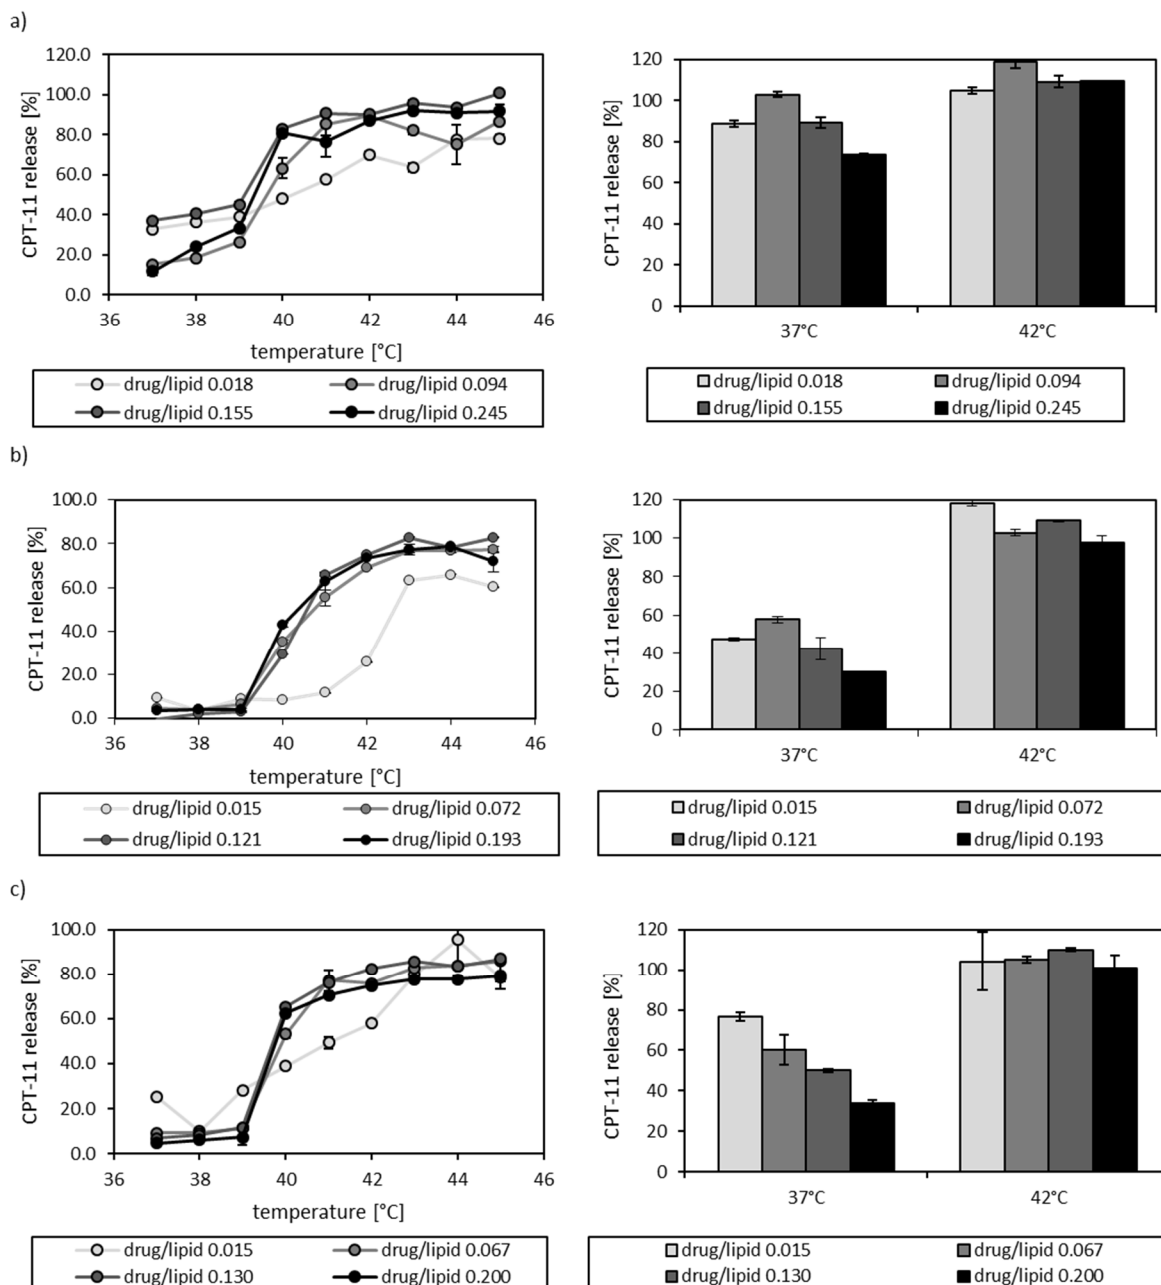 a)
120.0
100.0
80.0
60.0
40.0
20.0
0.0
CPT-11 release [%]
36 38 40 42 44 46
temperature [°C]
drug/lipid 0.018 drug/lipid 0.094
drug/lipid 0.155 drug/lipid 0.245
120
100
80
60
40
20
0
CPT-11 release [%]
37°C 42°C
drug/lipid 0.018 drug/lipid 0.094
drug/lipid 0.155 drug/lipid 0.245
b)
100.0
80.0
60.0
40.0
20.0
0.0
CPT-11 release [%]
36 38 40 42 44 46
temperature [°C]
drug/lipid 0.015 drug/lipid 0.072
drug/lipid 0.121 drug/lipid 0.193
120
100
80
60
40
20
0
CPT-11 release [%]
37°C 42°C
drug/lipid 0.015 drug/lipid 0.072
drug/lipid 0.121 drug/lipid 0.193
c)
100.0
80.0
60.0
40.0
20.0
0.0
CPT-11 release [%]
36 38 40 42 44 46
temperature [°C]
drug/lipid 0.015 drug/lipid 0.067
drug/lipid 0.130 drug/lipid 0.200
120
100
80
60
40
20
0
CPT-11 release [%]
37°C 42°C
drug/lipid 0.015 drug/lipid 0.067
drug/lipid 0.130 drug/lipid 0.200